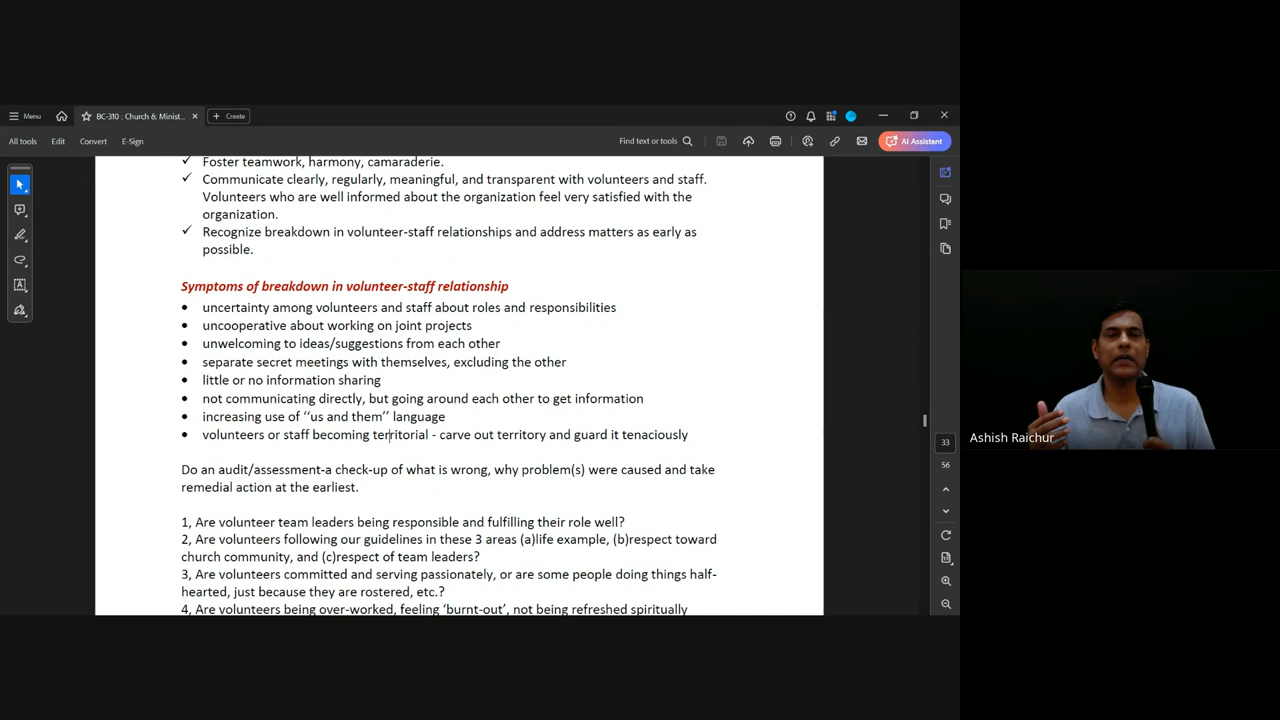 Menu
BC-310 : Church & Minist...
Create
All tools
Edit
Convert
E-Sign
Find text or tools
AI Assistant
✓ Foster teamwork, harmony, camaraderie.
✓ Communicate clearly, regularly, meaningful, and transparent with volunteers and staff.
Volunteers who are well informed about the organization feel very satisfied with the
organization.
✓ Recognize breakdown in volunteer-staff relationships and address matters as early as
possible.
Symptoms of breakdown in volunteer-staff relationship
• uncertainty among volunteers and staff about roles and responsibilities
• uncooperative about working on joint projects
• unwelcoming to ideas/suggestions from each other
• separate secret meetings with themselves, excluding the other
• little or no information sharing
• not communicating directly, but going around each other to get information
• increasing use of ‘‘us and them’’ language
• volunteers or staff becoming territorial - carve out territory and guard it tenaciously
Do an audit/assessment-a check-up of what is wrong, why problem(s) were caused and take
remedial action at the earliest.
1, Are volunteer team leaders being responsible and fulfilling their role well?
2, Are volunteers following our guidelines in these 3 areas (a)life example, (b)respect toward
church community, and (c)respect of team leaders?
3, Are volunteers committed and serving passionately, or are some people doing things half-
hearted, just because they are rostered, etc.?
4, Are volunteers being over-worked, feeling ‘burnt-out’, not being refreshed spiritually
33
56
Ashish Raichur